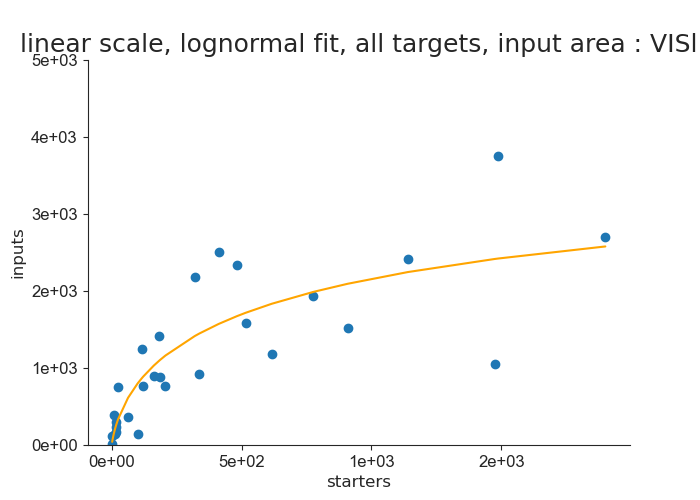 linear scale, lognormal fit, all targets, input area : VISl
5e+03
4e+03
3e+03
2e+03
1e+03
0e+00
inputs
0e+00 5e+02 1e+03 2e+03
starters